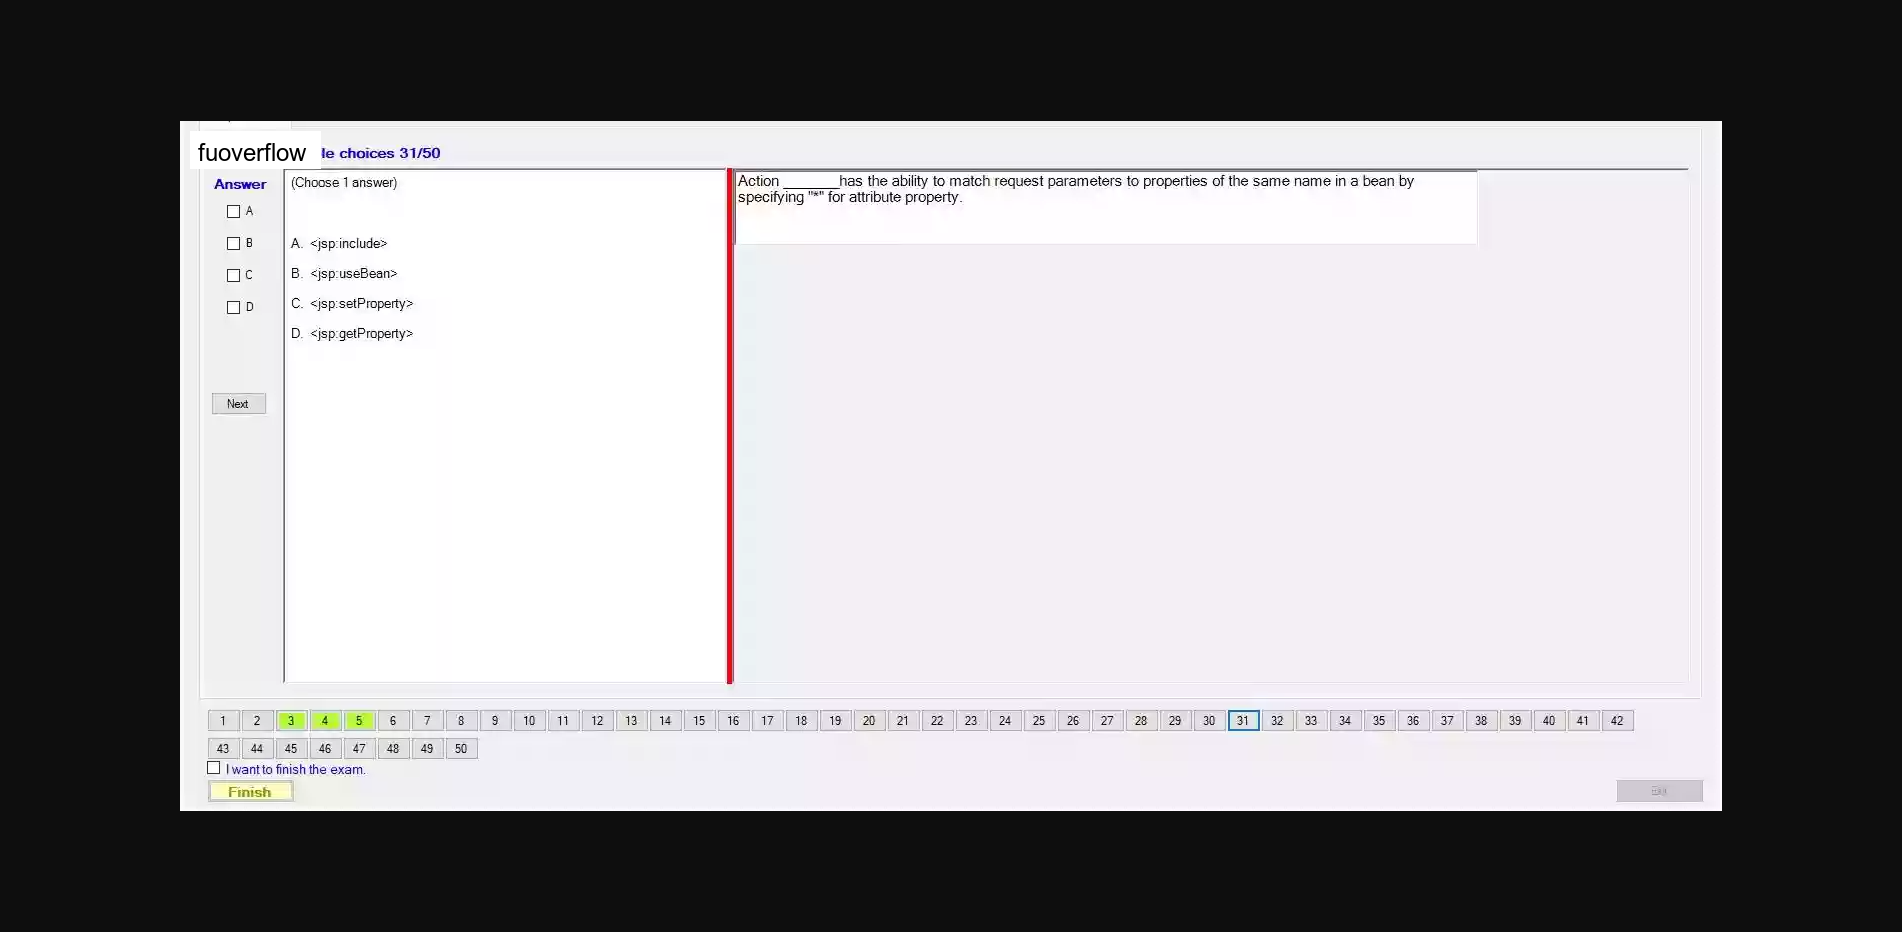 fuoverflow
le choices 31/50
Answer
(Choose 1 answer)
A
B
C
D
A. <jsp:include>
B. <jsp:useBean>
C. <jsp:setProperty>
D. <jsp:getProperty>
Next
Action _______has the ability to match request parameters to properties of the same name in a bean by
specifying "*" for attribute property.
1 2 3 4 5 6 7 8 9 10 11 12 13 14 15 16 17 18 19 20 21 22 23 24 25 26 27 28 29 30 31 32 33 34 35 36 37 38 39 40 41 42
43 44 45 46 47 48 49 50
I want to finish the exam.
Finish
Exit